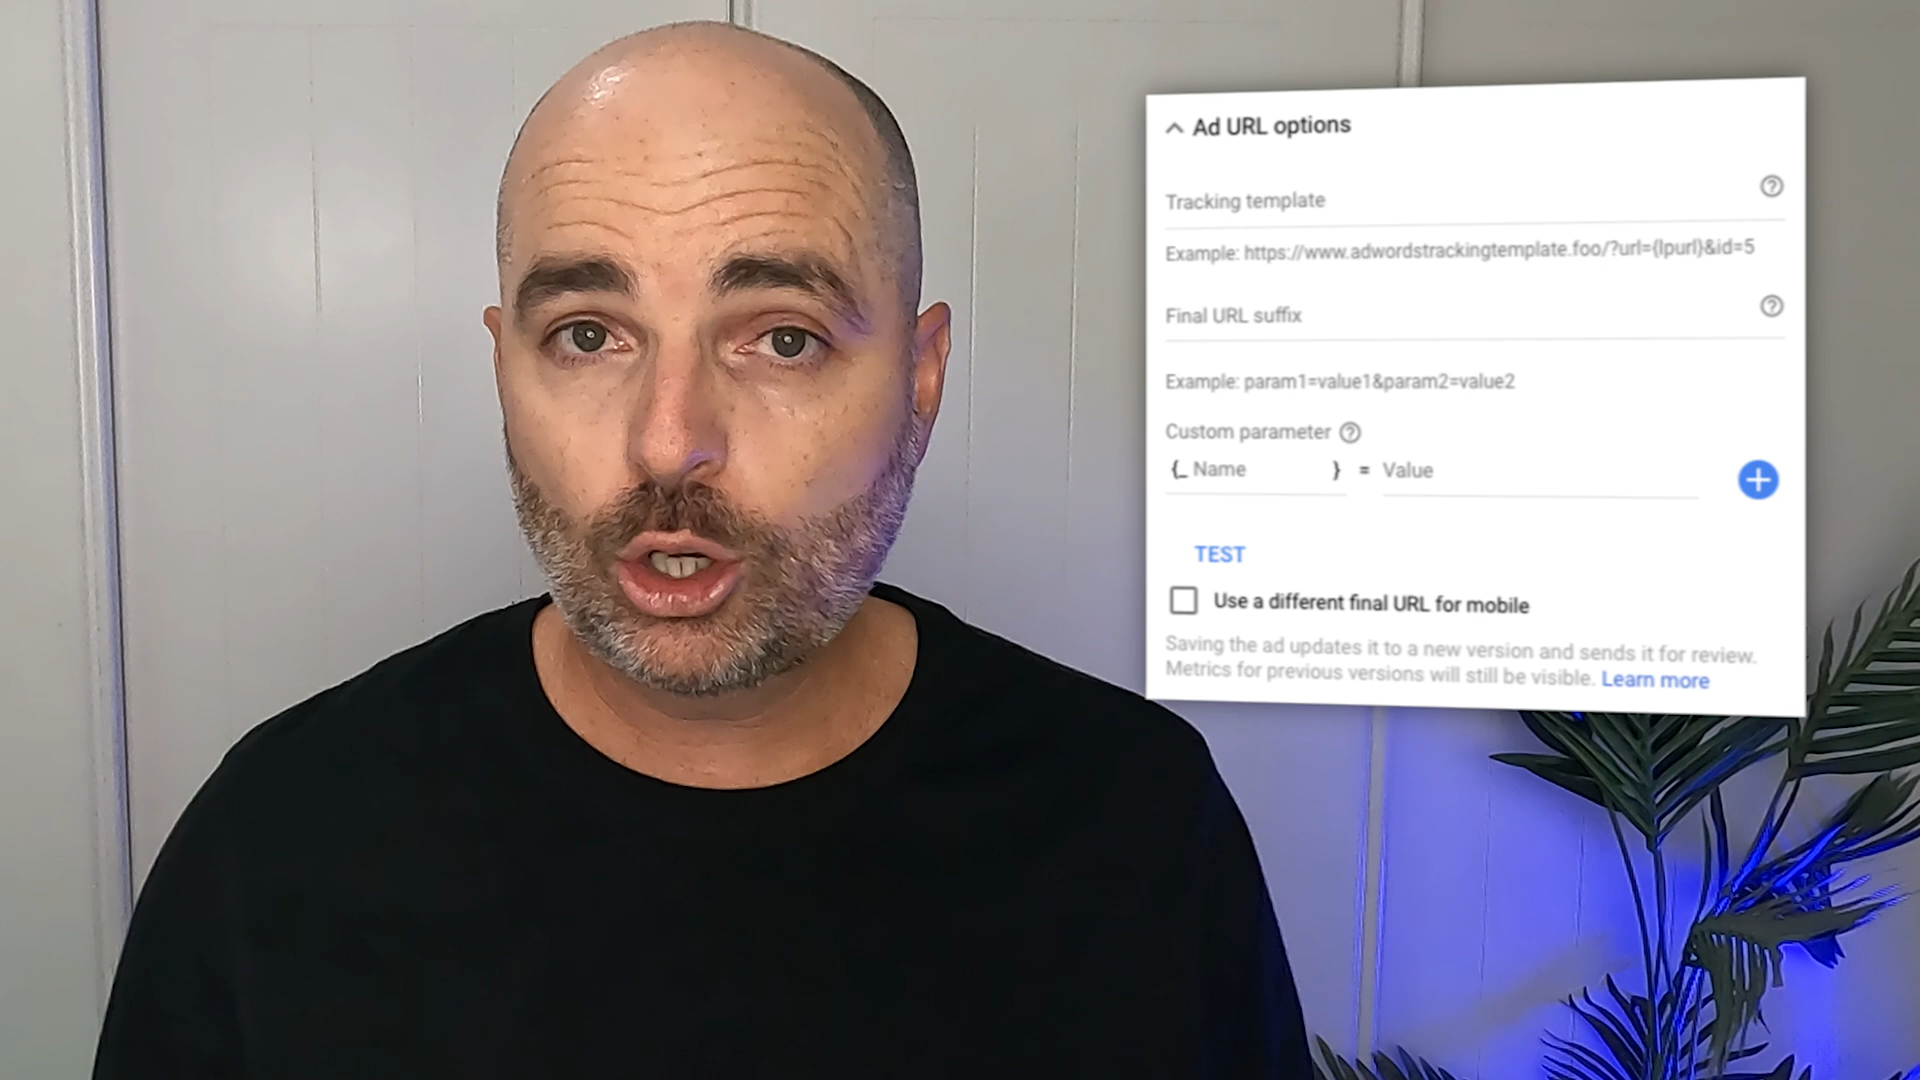 Ad URL options
Tracking template
Example: https://www.adwordstrackingtemplate.foo/?url={lpurl}&id=5
Final URL suffix
Example: param1=value1&param2=value2
Custom parameter
{_ Name } = Value
TEST
Use a different final URL for mobile
Saving the ad updates it to a new version and sends it for review.
Metrics for previous versions will still be visible. Learn more